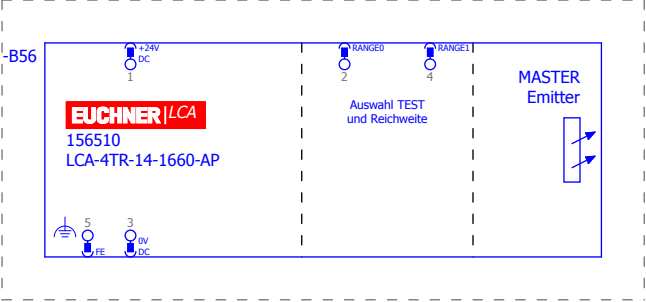 -B56
+24V
DC
1
RANGE0
2
RANGE1
4
MASTER
Emitter
EUCHNER LCA
156510
LCA-4TR-14-1660-AP
Auswahl TEST
und Reichweite
5
FE
3
0V
DC